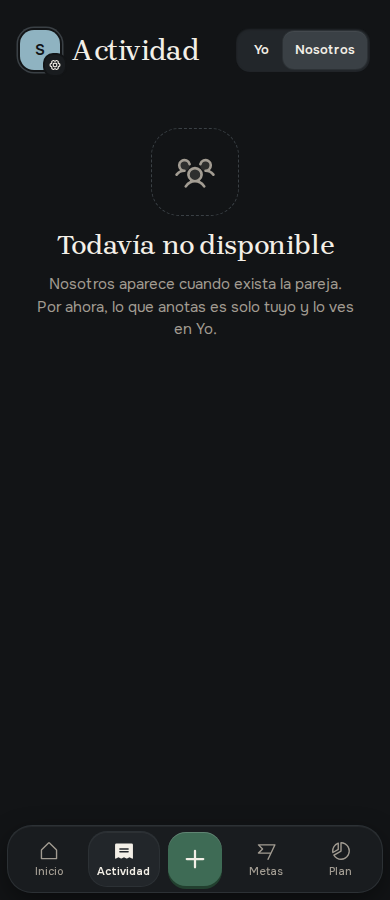 S
Actividad
Yo
Nosotros
Todavía no disponible
Nosotros aparece cuando exista la pareja.
Por ahora, lo que anotas es solo tuyo y lo ves
en Yo.
Inicio
Actividad
Metas
Plan